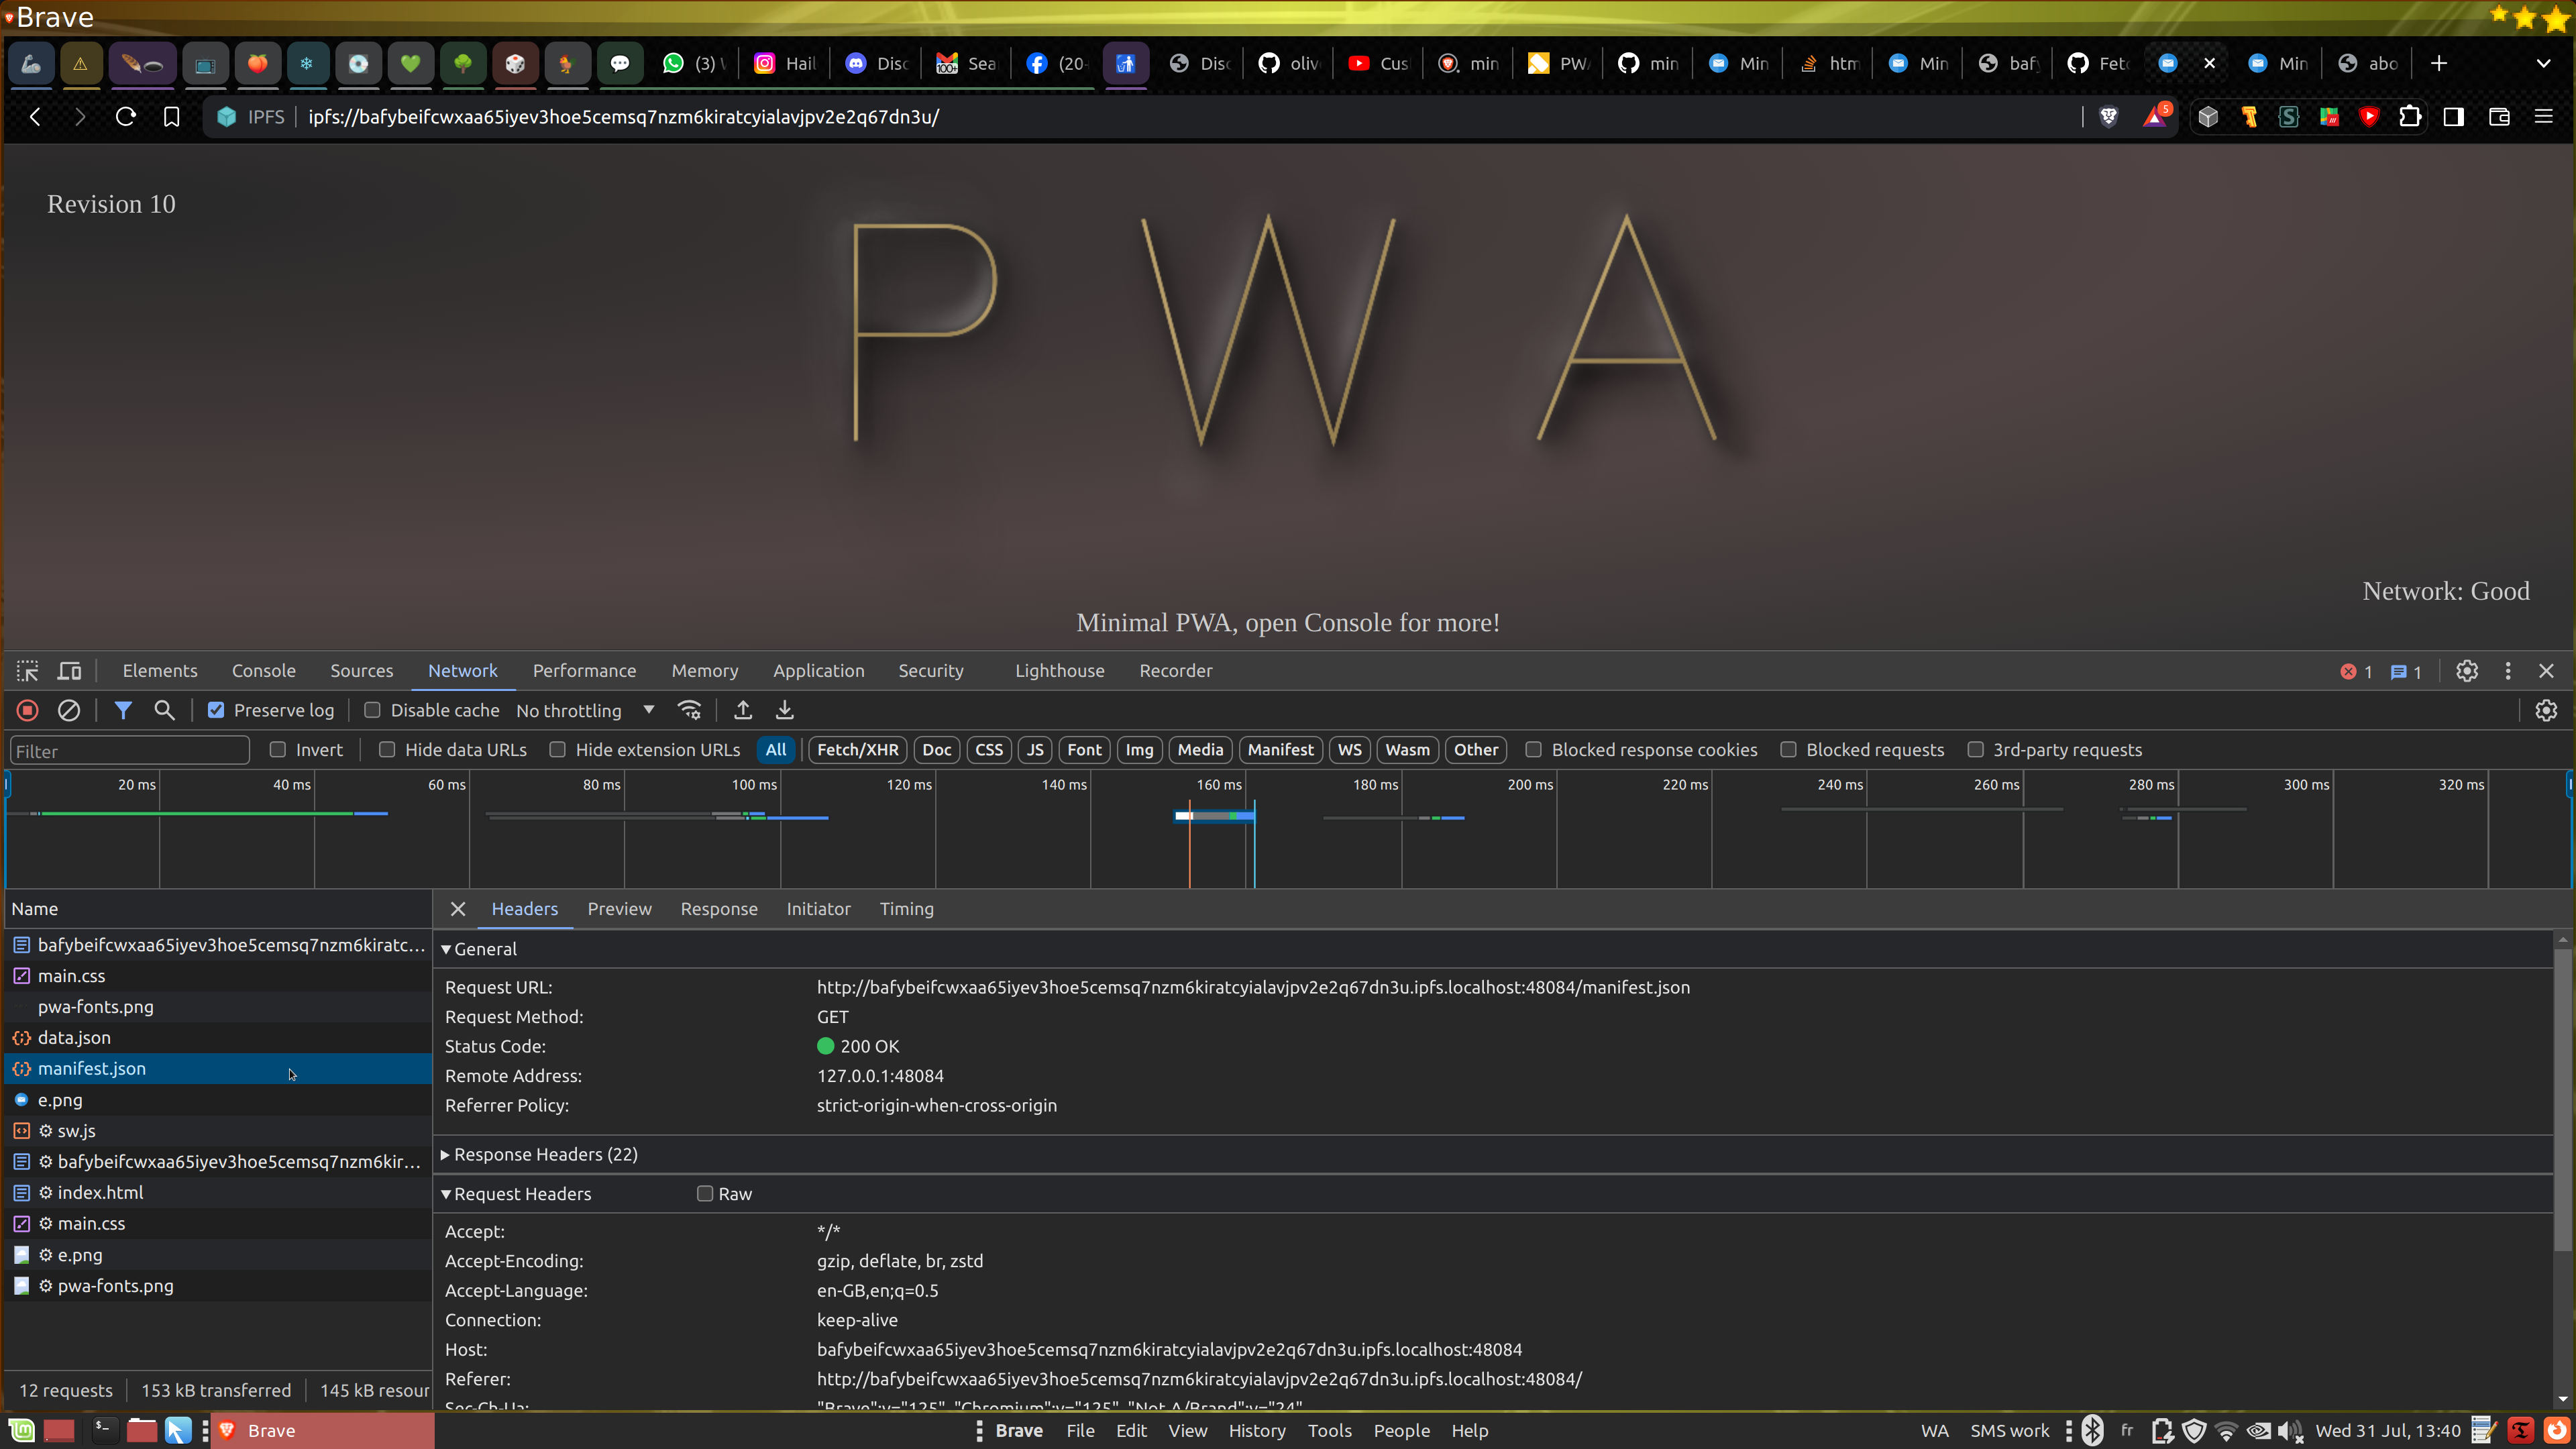 Brave
(3) W
Hail
Disc
Sea
(20
Disc
oliv
Cus
min
PW
min
Min
htm
Min
baf
Fet
Min
abo
IPFS
ipfs://bafybeifcwxaa65iyev3hoe5cemsq7nzm6kiratcyialavjpv2e2q67dn3u/
5
Revision 10
PWA
Network: Good
Minimal PWA, open Console for more!
Elements Console Sources Network Performance Memory Application Security Lighthouse Recorder
1 1
Preserve log Disable cache No throttling
Filter Invert Hide data URLs Hide extension URLs All Fetch/XHR Doc CSS JS Font Img Media Manifest WS Wasm Other Blocked response cookies Blocked requests 3rd-party requests
20 ms 40 ms 60 ms 80 ms 100 ms 120 ms 140 ms 160 ms 180 ms 200 ms 220 ms 240 ms 260 ms 280 ms 300 ms 320 ms
Name
bafybeifcwxaa65iyev3hoe5cemsq7nzm6kiratc...
main.css
pwa-fonts.png
data.json
manifest.json
e.png
sw.js
bafybeifcwxaa65iyev3hoe5cemsq7nzm6kir...
index.html
main.css
e.png
pwa-fonts.png
12 requests 153 kB transferred 145 kB resour
Headers Preview Response Initiator Timing
General
Request URL: http://bafybeifcwxaa65iyev3hoe5cemsq7nzm6kiratcyialavjpv2e2q67dn3u.ipfs.localhost:48084/manifest.json
Request Method: GET
Status Code: 200 OK
Remote Address: 127.0.0.1:48084
Referrer Policy: strict-origin-when-cross-origin
Response Headers (22)
Request Headers Raw
Accept: */*
Accept-Encoding: gzip, deflate, br, zstd
Accept-Language: en-GB,en;q=0.5
Connection: keep-alive
Host: bafybeifcwxaa65iyev3hoe5cemsq7nzm6kiratcyialavjpv2e2q67dn3u.ipfs.localhost:48084
Referer: http://bafybeifcwxaa65iyev3hoe5cemsq7nzm6kiratcyialavjpv2e2q67dn3u.ipfs.localhost:48084/
Sec-Ch-Ua: "Brave";v="125", "Chromium";v="125", "Not.A/Brand";v="24"
Brave
Brave File Edit View History Tools People Help
WA SMS work fr Wed 31 Jul, 13:40